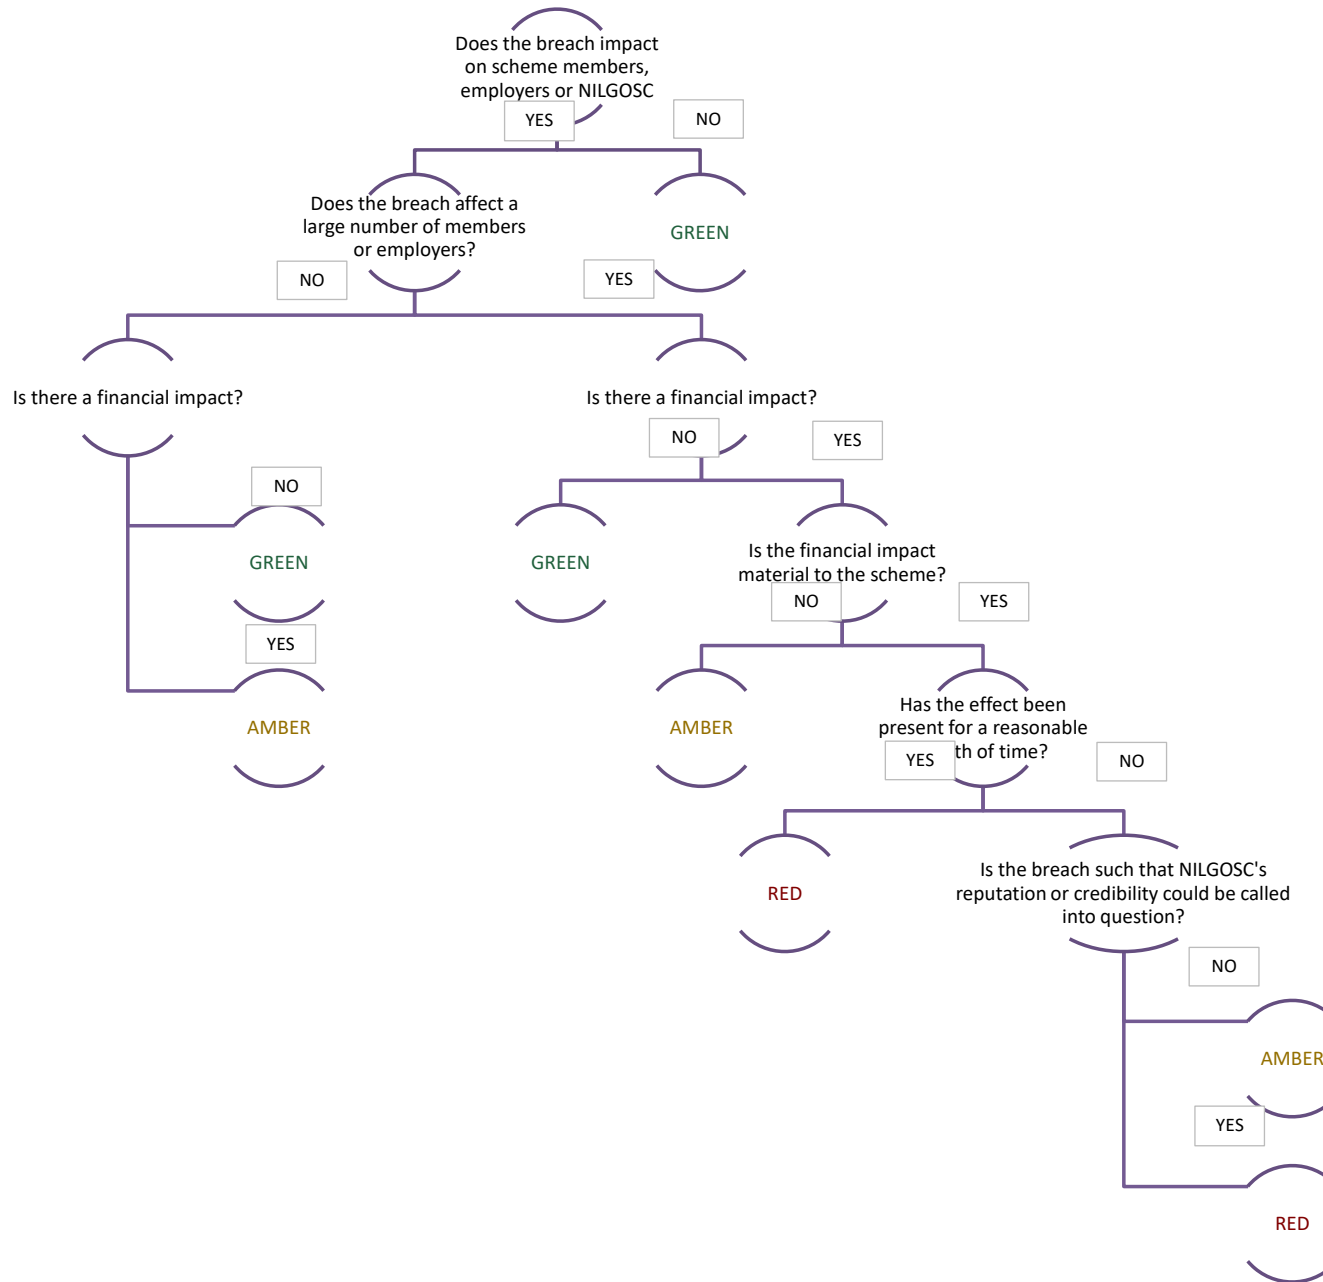 Does the breach impact
on scheme members,
employers or NILGOSC
YES
NO
Does the breach affect a
large number of members
or employers?
GREEN
NO
YES
Is there a financial impact?
Is there a financial impact?
NO
YES
NO
GREEN
GREEN
Is the financial impact
material to the scheme?
NO
YES
YES
AMBER
AMBER
Has the effect been
present for a reasonable
of time?
YES
NO
RED
Is the breach such that NILGOSC's
reputation or credibility could be called
into question?
NO
AMBER
YES
RED